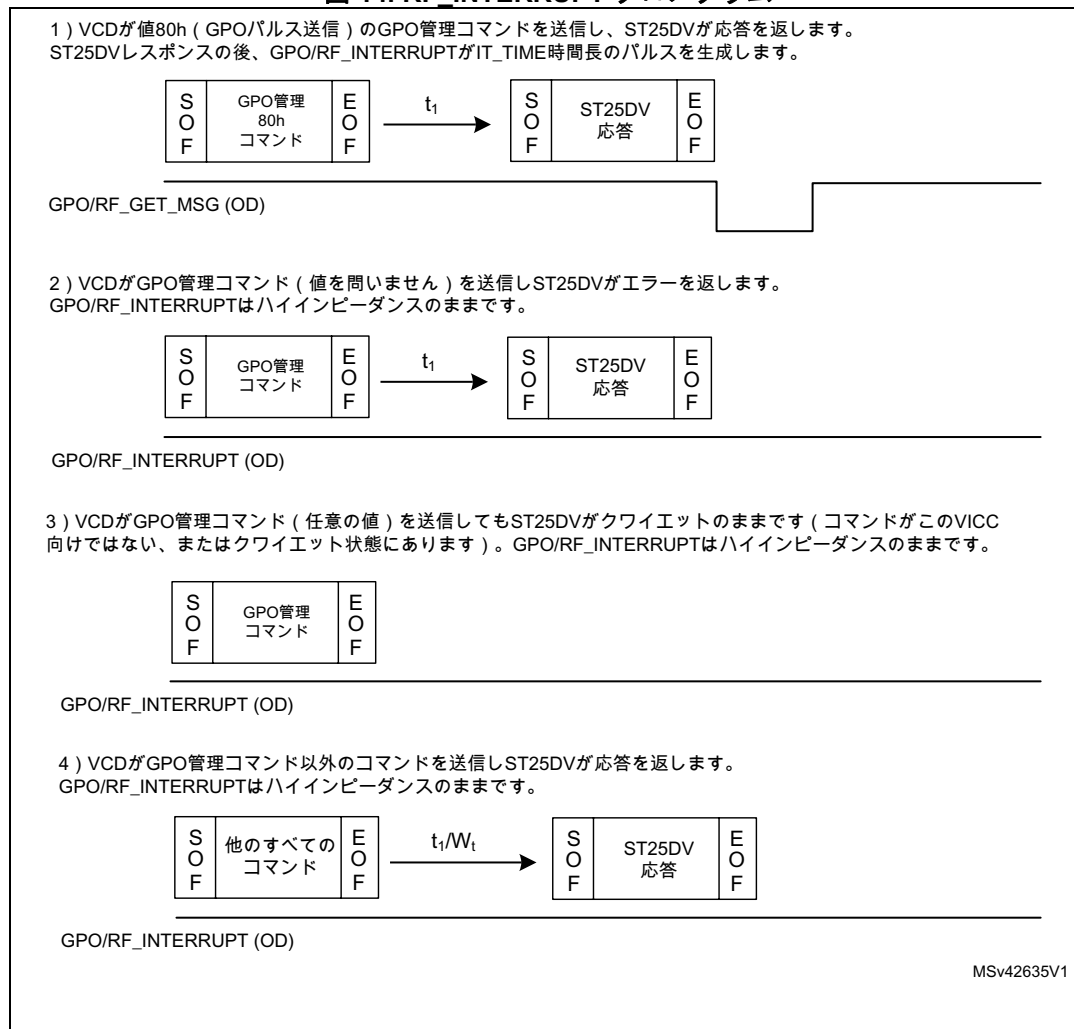 1）VCDが値80h（GPOパルス送信）のGPO管理コマンドを送信し、ST25DVが応答を返します。
ST25DVレスポンスの後、GPO/RF_INTERRUPTがIT_TIME時間長のパルスを生成します。
S
O
F
GPO管理
80h
コマンド
E
O
F
t1
S
O
F
ST25DV
応答
E
O
F
GPO/RF_GET_MSG (OD)
2）VCDがGPO管理コマンド（値を問いません）を送信しST25DVがエラーを返します。
GPO/RF_INTERRUPTはハイインピーダンスのままです。
S
O
F
GPO管理
コマンド
E
O
F
t1
S
O
F
ST25DV
応答
E
O
F
GPO/RF_INTERRUPT (OD)
3）VCDがGPO管理コマンド（任意の値）を送信してもST25DVがクワイエットのままです（コマンドがこのVICC
向けではない、またはクワイエット状態にあります）。GPO/RF_INTERRUPTはハイインピーダンスのままです。
S
O
F
GPO管理
コマンド
E
O
F
GPO/RF_INTERRUPT (OD)
4）VCDがGPO管理コマンド以外のコマンドを送信しST25DVが応答を返します。
GPO/RF_INTERRUPTはハイインピーダンスのままです。
S
O
F
他のすべての
コマンド
E
O
F
t1/Wt
S
O
F
ST25DV
応答
E
O
F
GPO/RF_INTERRUPT (OD)
MSv42635V1